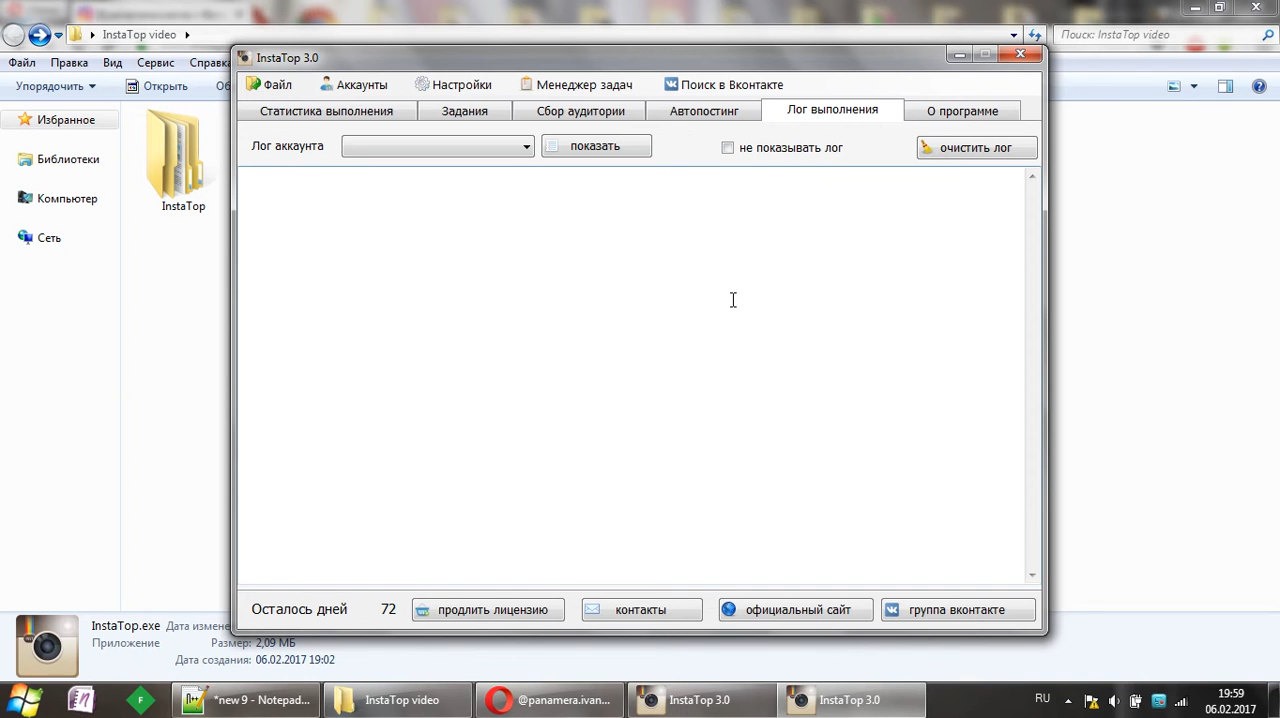 InstaTop video
Поиск: InstaTop video
Файл Правка Вид Сервис Справка
Упорядочить Открыть
Избранное
Библиотеки
Компьютер
Сеть
InstaTop
InstaTop 3.0
Файл Аккаунты Настройки Менеджер задач Поиск в Вконтакте
Статистика выполнения Задания Сбор аудитории Автопостинг Лог выполнения О программе
Лог аккаунта показать не показывать лог очистить лог
Осталось дней 72 продлить лицензию контакты официальный сайт группа вконтакте
InstaTop.exe Дата измене
Приложение Размер: 2,09 МБ
Дата создания: 06.02.2017 19:02
*new 9 - Notepad... InstaTop video @panamera.ivan... InstaTop 3.0 InstaTop 3.0 RU 19:59
06.02.2017